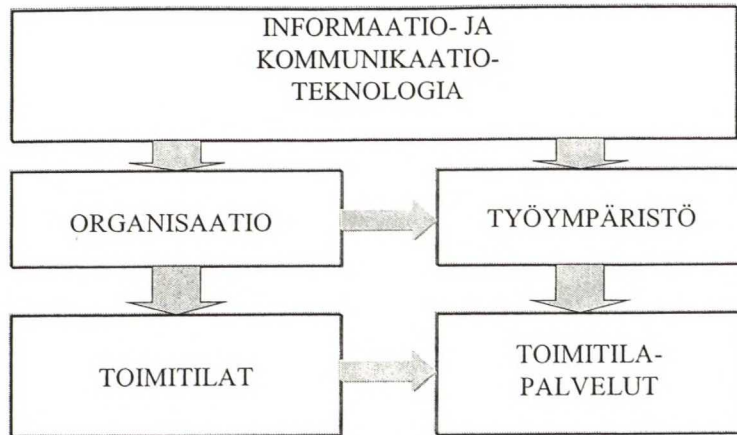 INFORMAATIO- JA
KOMMUNIKAATIO-
TEKNOLOGIA
ORGANISAATIO
TYÖYMPÄRISTÖ
TOIMITILAT
TOIMITILA-
PALVELUT